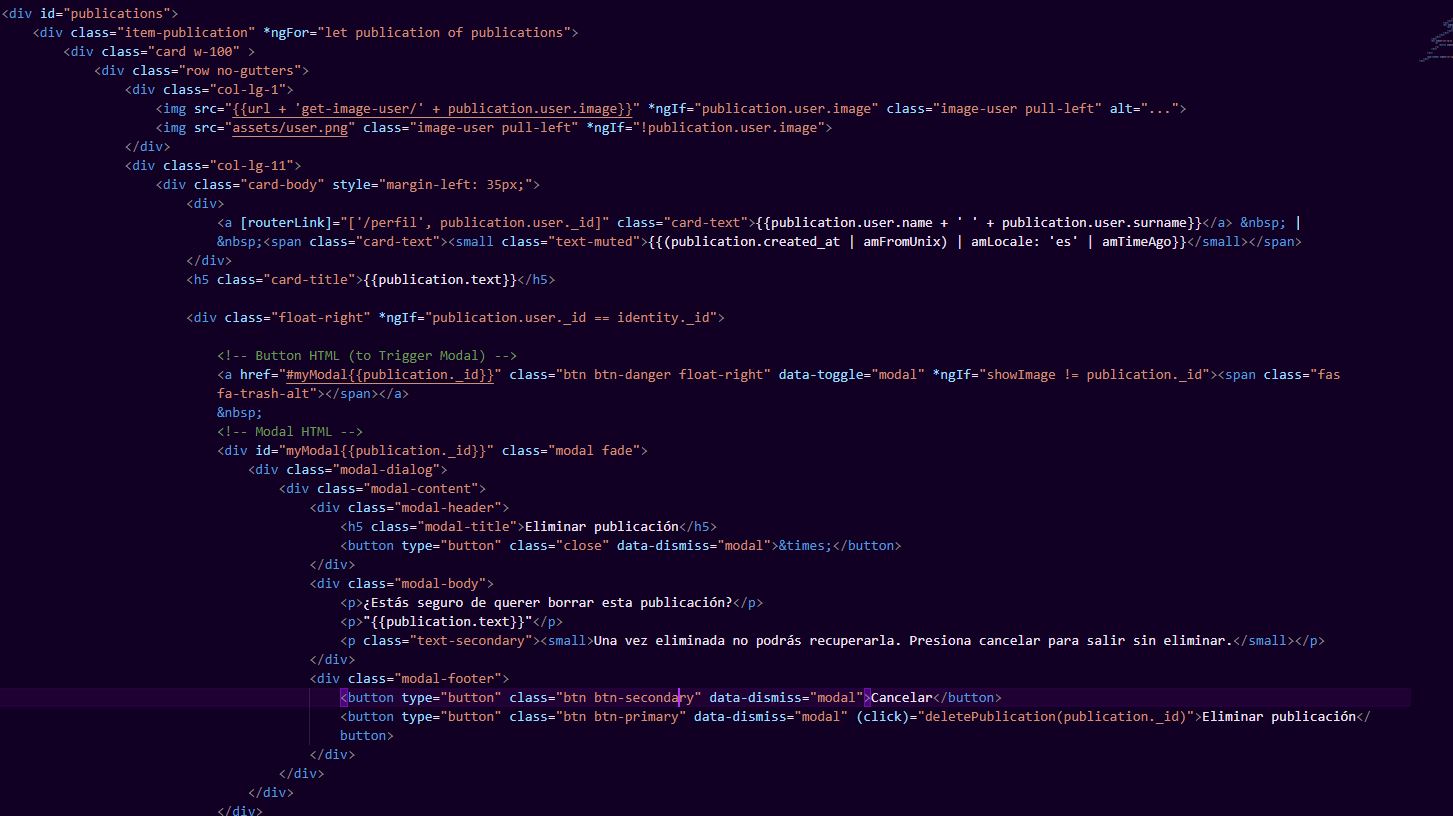 <div id="publications">
<div class="item-publication" *ngFor="let publication of publications">
<div class="card w-100" >
<div class="row no-gutters">
<div class="col-lg-1">
<img src="{{url + 'get-image-user/' + publication.user.image}}" *ngIf="publication.user.image" class="image-user pull-left" alt="...">
<img src="assets/user.png" class="image-user pull-left" *ngIf="!publication.user.image">
</div>
<div class="col-lg-11">
<div class="card-body" style="margin-left: 35px;">
<div>
<a [routerLink]="['/perfil', publication.user._id]" class="card-text">{{publication.user.name + ' ' + publication.user.surname}}</a> &nbsp; |
&nbsp;<span class="card-text"><small class="text-muted">{{(publication.created_at | amFromUnix) | amLocale: 'es' | amTimeAgo}}</small></span>
</div>
<h5 class="card-title">{{publication.text}}</h5>
<div class="float-right" *ngIf="publication.user._id == identity._id">
<!-- Button HTML (to Trigger Modal) -->
<a href="#myModal{{publication._id}}" class="btn btn-danger float-right" data-toggle="modal" *ngIf="showImage != publication._id"><span class="fas
fa-trash-alt"></span></a>
&nbsp;
<!-- Modal HTML -->
<div id="myModal{{publication._id}}" class="modal fade">
<div class="modal-dialog">
<div class="modal-content">
<div class="modal-header">
<h5 class="modal-title">Eliminar publicación</h5>
<button type="button" class="close" data-dismiss="modal">&times;</button>
</div>
<div class="modal-body">
<p>¿Estás seguro de querer borrar esta publicación?</p>
<p>"{{publication.text}}"</p>
<p class="text-secondary"><small>Una vez eliminada no podrás recuperarla. Presiona cancelar para salir sin eliminar.</small></p>
</div>
<div class="modal-footer">
<button type="button" class="btn btn-secondary" data-dismiss="modal">Cancelar</button>
<button type="button" class="btn btn-primary" data-dismiss="modal" (click)="deletePublication(publication._id)">Eliminar publicación</
button>
</div>
</div>
</div>
</div>